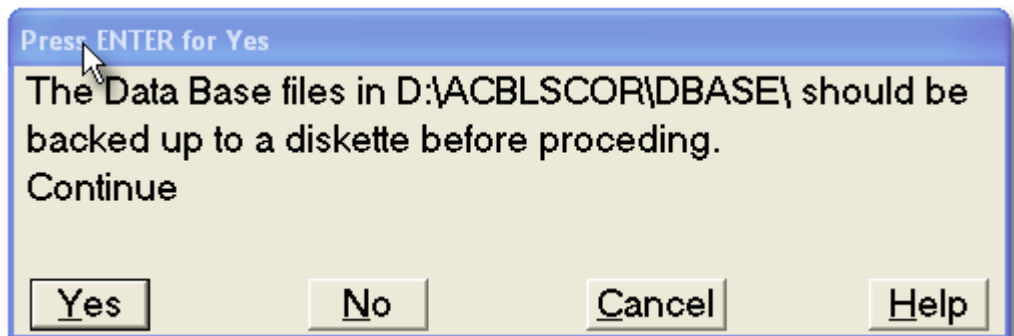 Press ENTER for Yes
The Data Base files in D:\ACBLSCOR\DBASE\ should be
backed up to a diskette before proceding.
Continue
Yes No Cancel Help